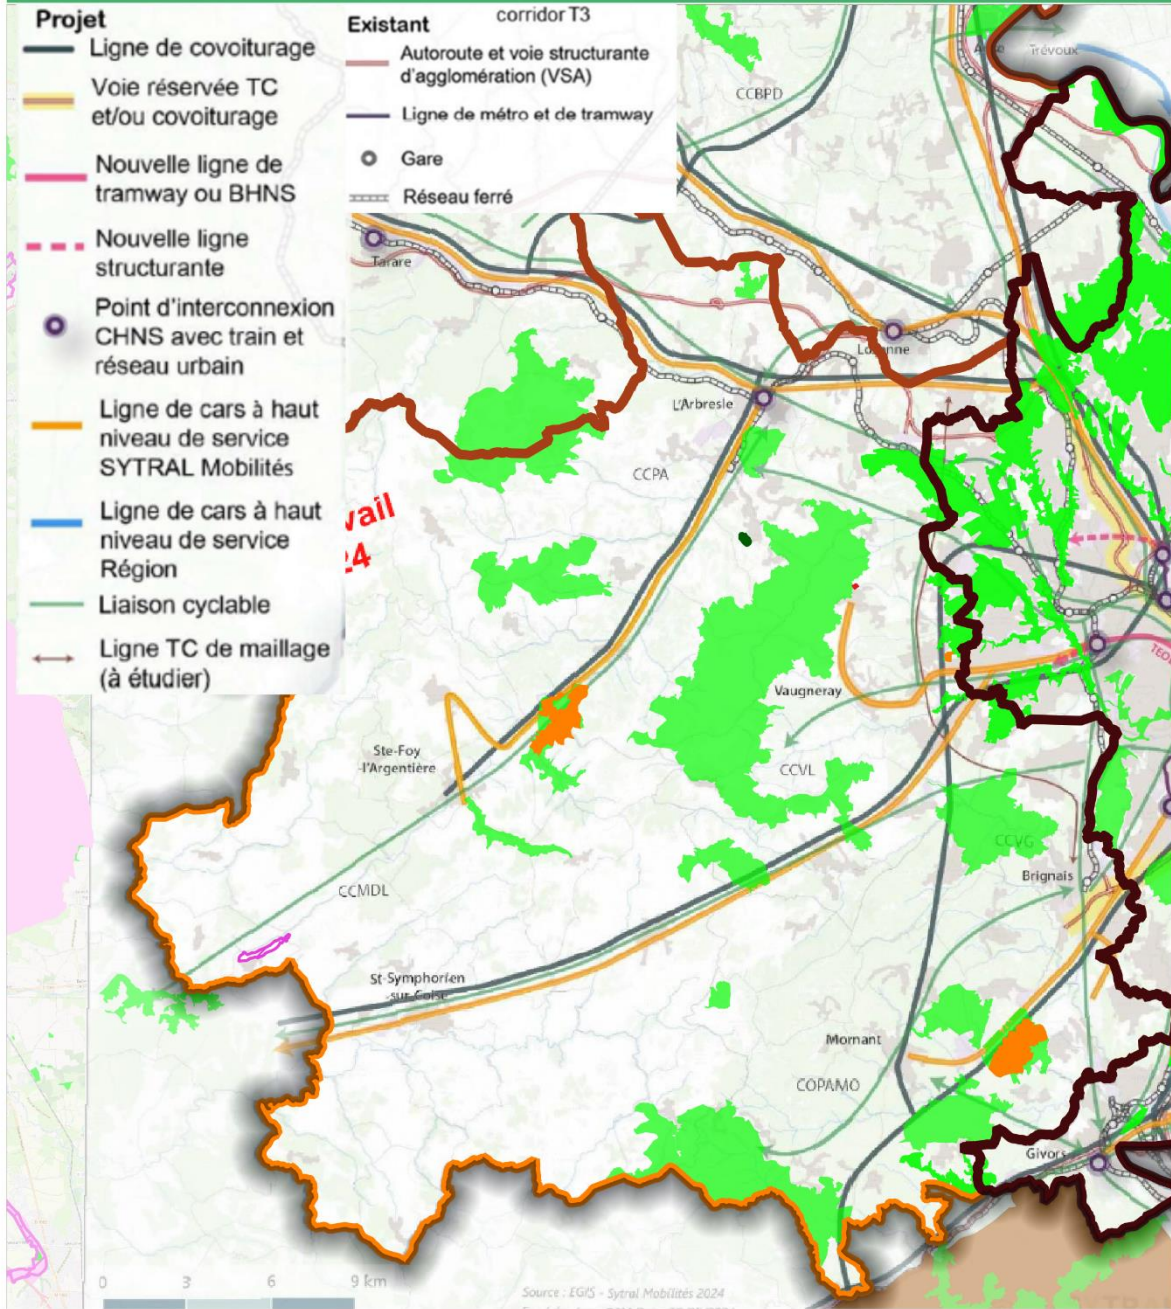 Projet
Ligne de covoiturage
Voie réservée TC
et/ou covoiturage
Nouvelle ligne de
tramway ou BHNS
Nouvelle ligne
structurante
Point d'interconnexion
CHNS avec train et
réseau urbain
Ligne de cars à haut
niveau de service
SYTRAL Mobilités
Ligne de cars à haut
niveau de service
Région
Liaison cyclable
Ligne TC de maillage
(à étudier)
corridor T3
Existant
Autoroute et voie structurante
d'agglomération (VSA)
Ligne de métro et de tramway
Gare
Réseau ferré
Trévoux
CCBPD
Tarare
L'Arbresle
CCPA
vail
24
Vaugneray
Ste-Foy
-l'Argentière
CCVL
CCVG
Brignais
CCMDL
St-Symphorien
-sur-Coise
Mornant
COPAMO
Givors
0 3 6 9 km
Source : EGIS - Sytral Mobilités 2024